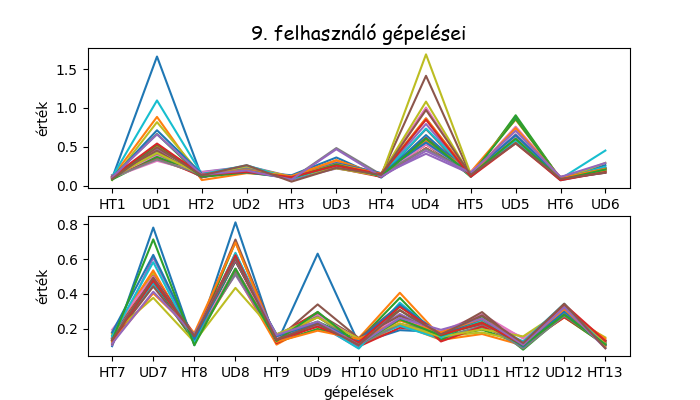 9. felhasználó gépelései
érték
1.5
1.0
0.5
0.0
HT1 UD1 HT2 UD2 HT3 UD3 HT4 UD4 HT5 UD5 HT6 UD6
érték
0.8
0.6
0.4
0.2
HT7 UD7 HT8 UD8 HT9 UD9 HT10 UD10 HT11 UD11 HT12 UD12 HT13
gépelések